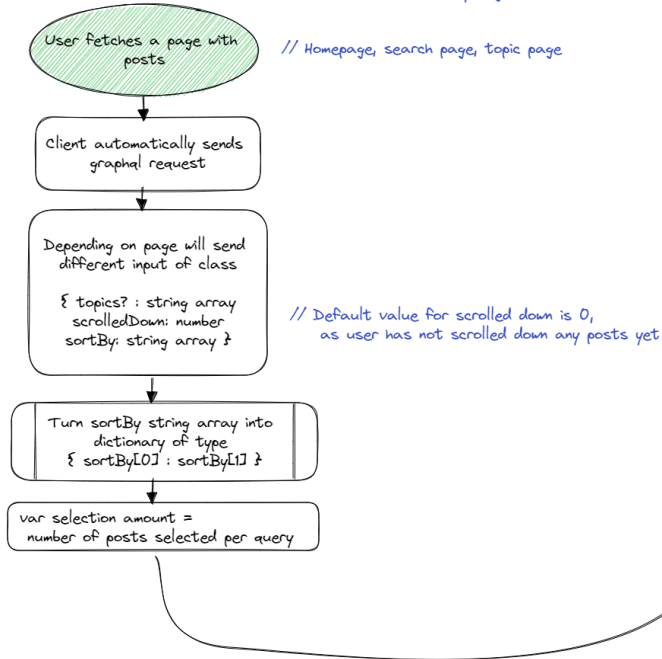 User fetches a page with
posts
// Homepage, search page, topic page
Client automatically sends
graphql request
Depending on page will send
different input of class
{ topics? : string array
scrolledDown: number
sortBy: string array }
// Default value for scrolled down is 0,
as user has not scrolled down any posts yet
Turn sortBy string array into
dictionary of type
{ sortBy[0] : sortBy[1] }
var selection amount =
number of posts selected per query